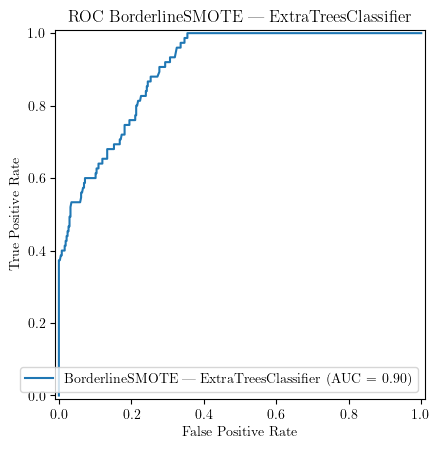 ROC BorderlineSMOTE — ExtraTreesClassifier
1.0
0.8
0.6
0.4
0.2
0.0
True Positive Rate
BorderlineSMOTE — ExtraTreesClassifier (AUC = 0.90)
0.0 0.2 0.4 0.6 0.8 1.0
False Positive Rate